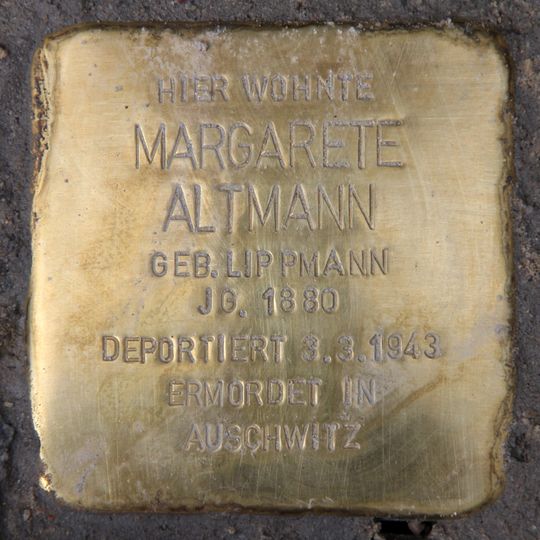 HIER WOHNTE
MARGARETE
ALTMANN
GEB. LIPPMANN
JG. 1880
DEPORTIERT 3.3.1943
ERMORDET IN
AUSCHWITZ